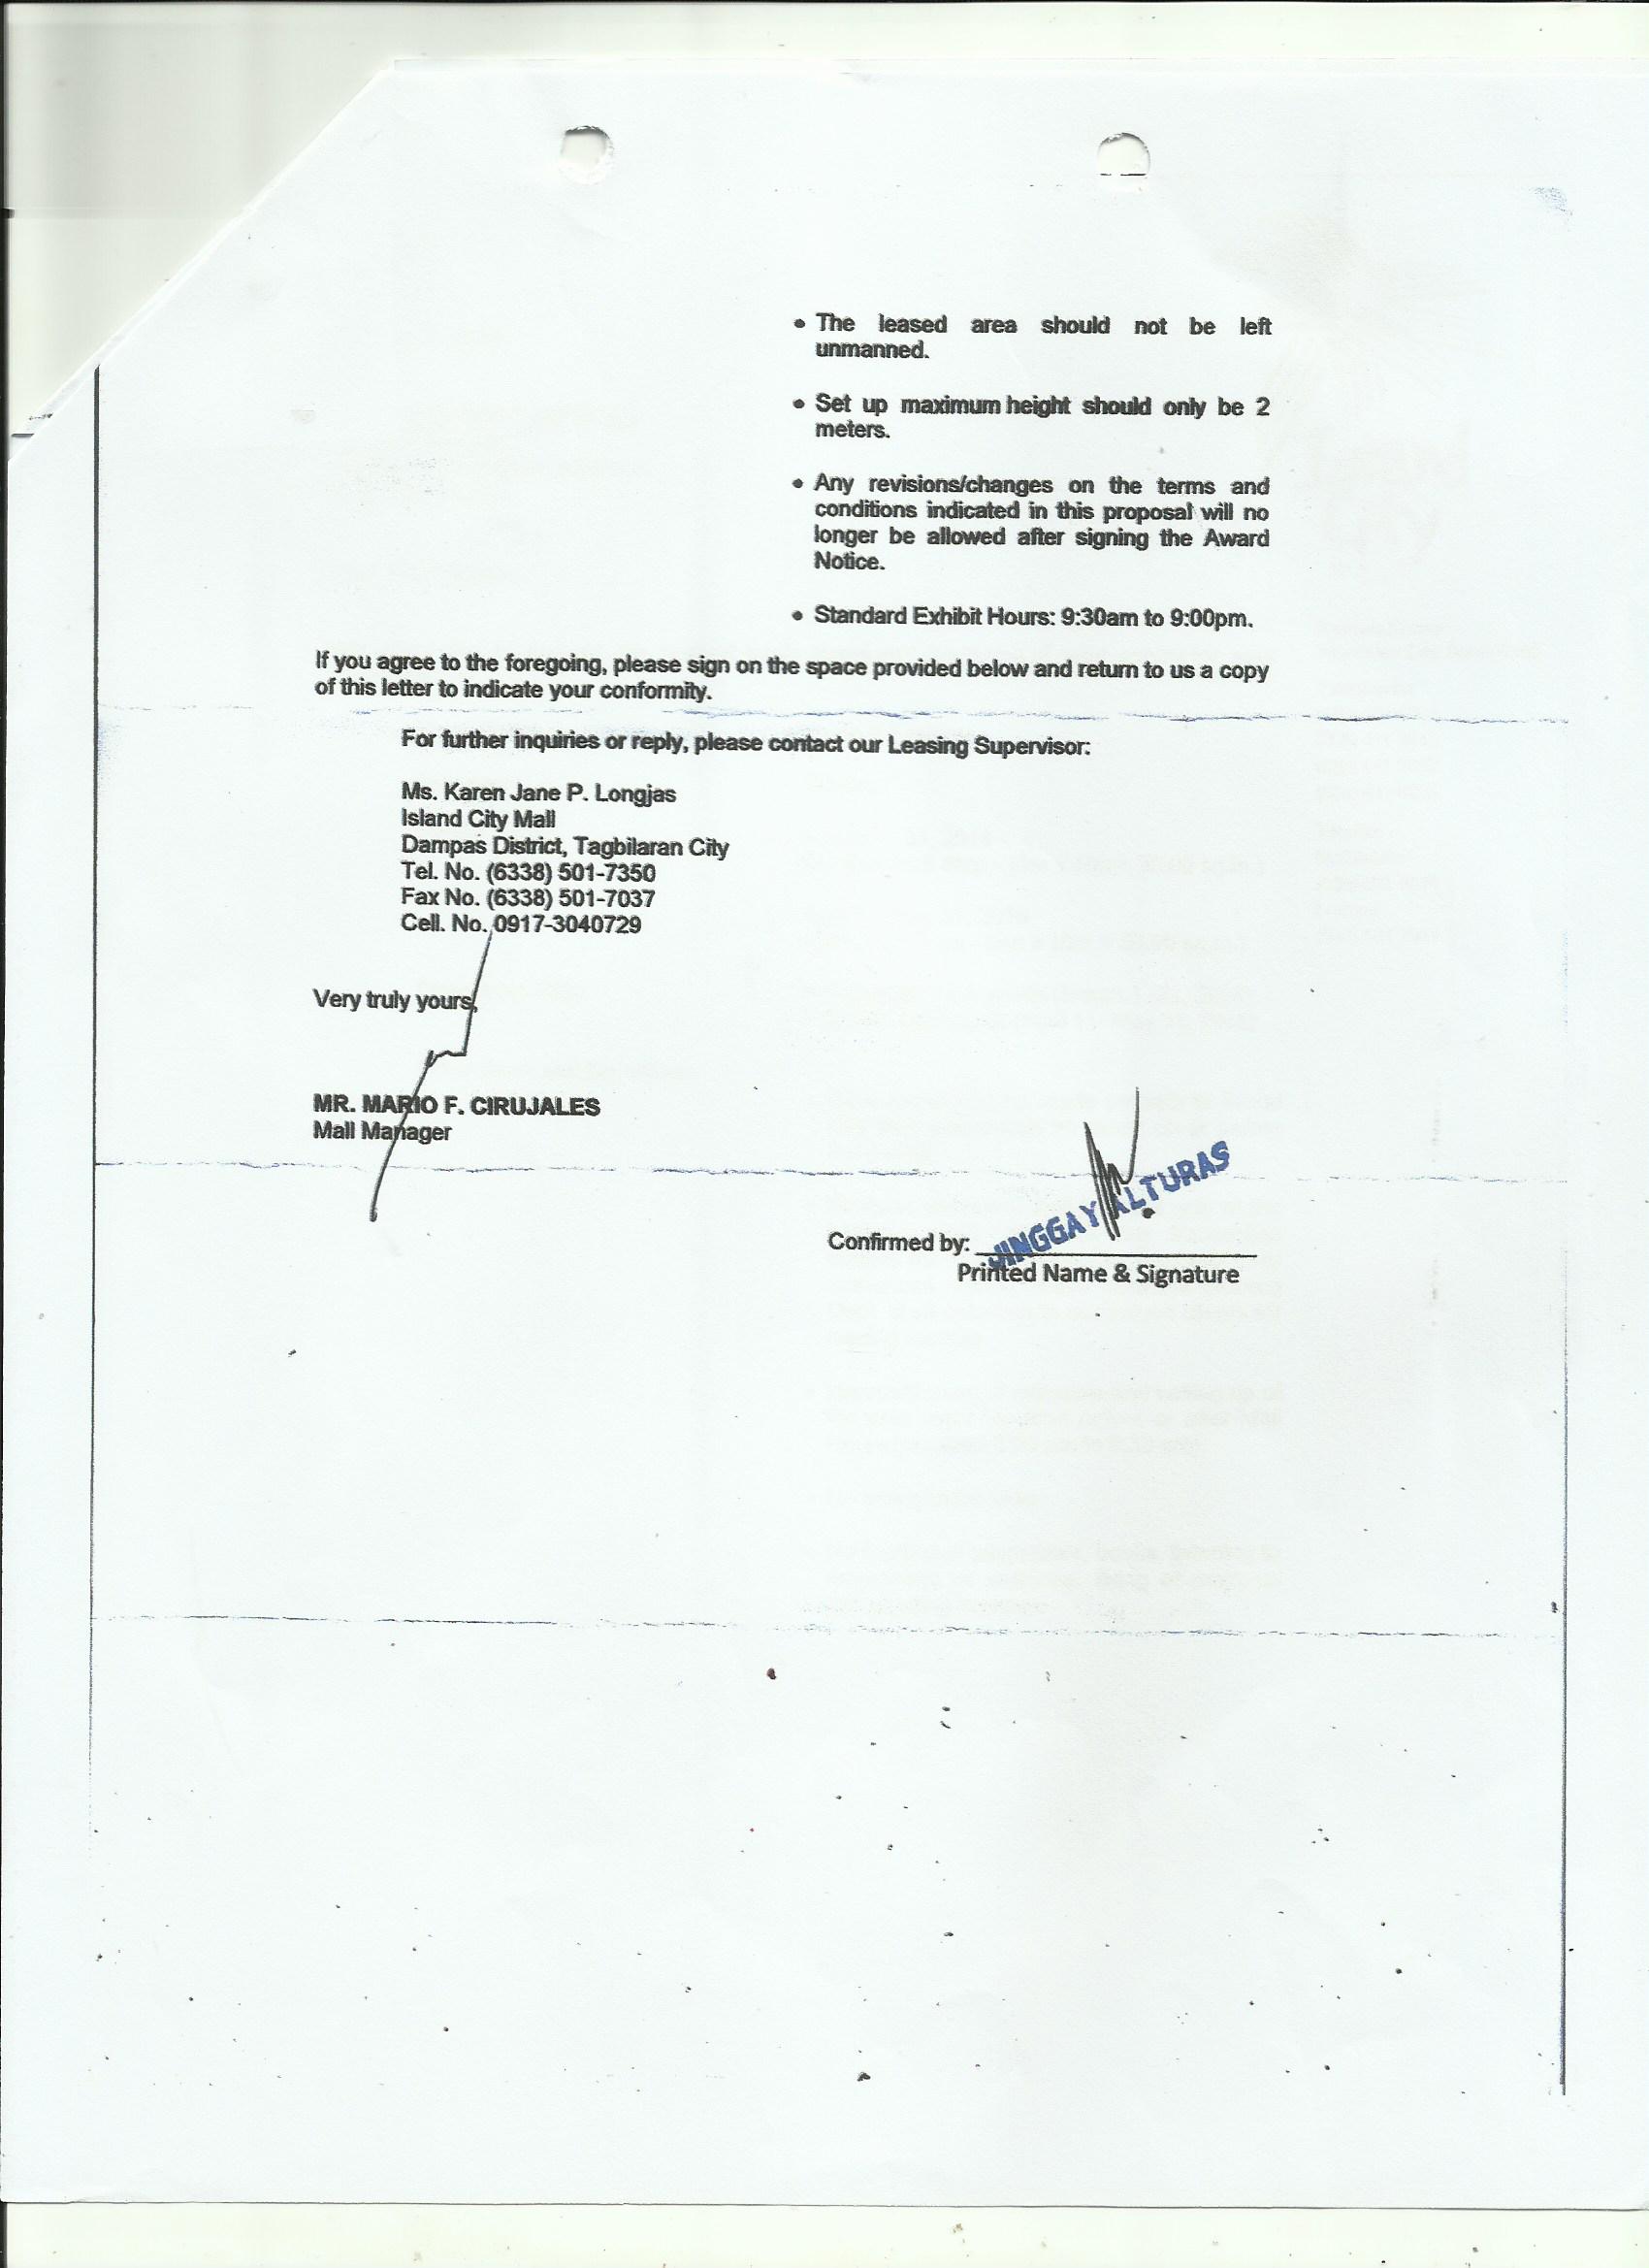 • The leased area should not be left
unmanned.
• Set up maximum height should only be 2
meters.
• Any revisions/changes on the terms and
conditions indicated in this proposal will no
longer be allowed after signing the Award
Notice.
• Standard Exhibit Hours: 9:30am to 9:00pm.
If you agree to the foregoing, please sign on the space provided below and return to us a copy
of this letter to indicate your conformity.
For further inquiries or reply, please contact our Leasing Supervisor:
Ms. Karen Jane P. Longjas
Island City Mall
Dampas District, Tagbilaran City
Tel. No. (6338) 501-7350
Fax No. (6338) 501-7037
Cell. No. 0917-3040729
Very truly yours,
MR. MARIO F. CIRUJALES
Mall Manager
JINGGAY ALTURAS
Confirmed by:
Printed Name & Signature